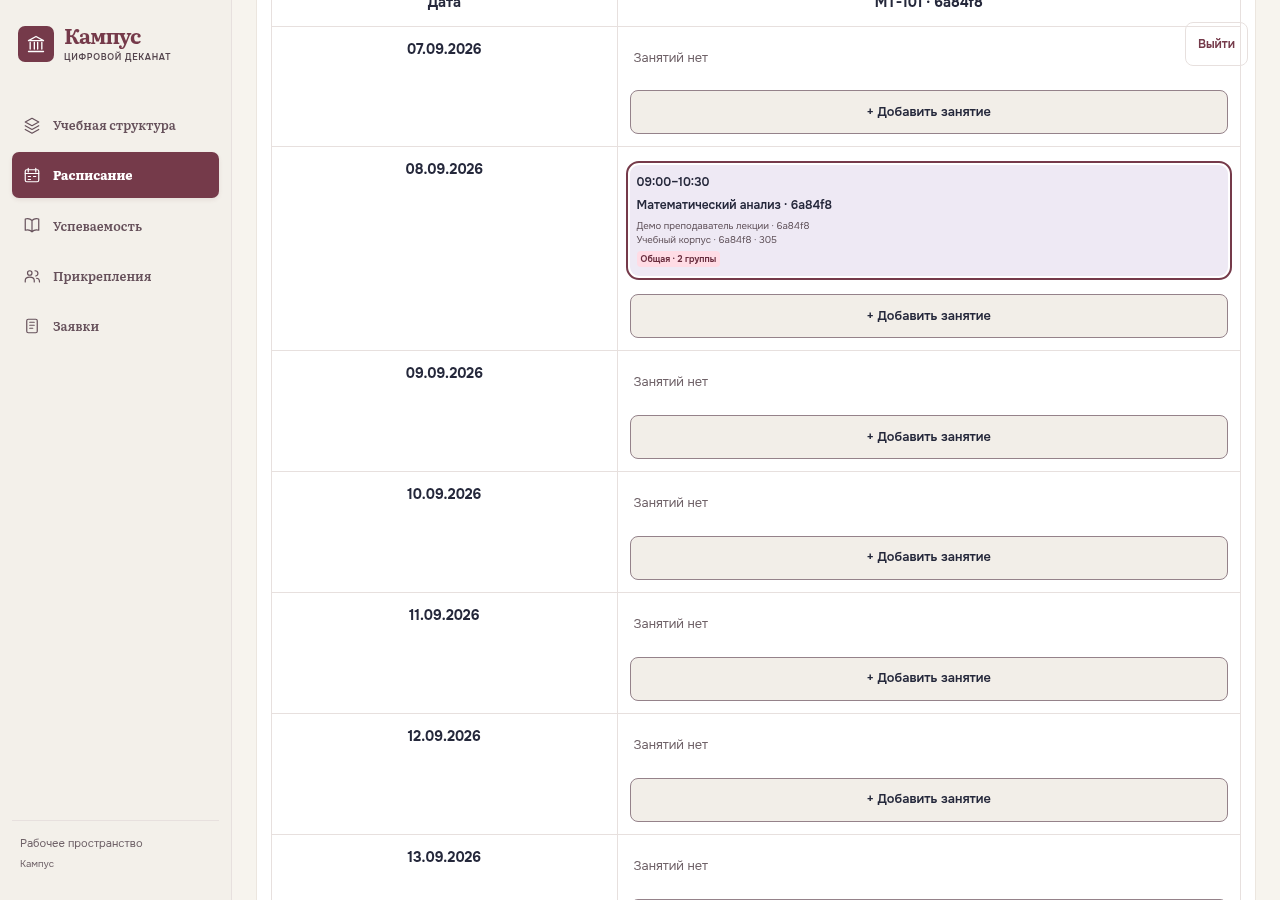 Кампус
ЦИФРОВОЙ ДЕКАНАТ
Учебная структура
Расписание
Успеваемость
Прикрепления
Заявки
Рабочее пространство
Кампус
Выйти
Дата
МТ-101 · 6a84f8
07.09.2026
Занятий нет
+ Добавить занятие
08.09.2026
09:00–10:30
Математический анализ · 6a84f8
Демо преподаватель лекции · 6a84f8
Учебный корпус · 6a84f8 · 305
Общая · 2 группы
+ Добавить занятие
09.09.2026
Занятий нет
+ Добавить занятие
10.09.2026
Занятий нет
+ Добавить занятие
11.09.2026
Занятий нет
+ Добавить занятие
12.09.2026
Занятий нет
+ Добавить занятие
13.09.2026
Занятий нет